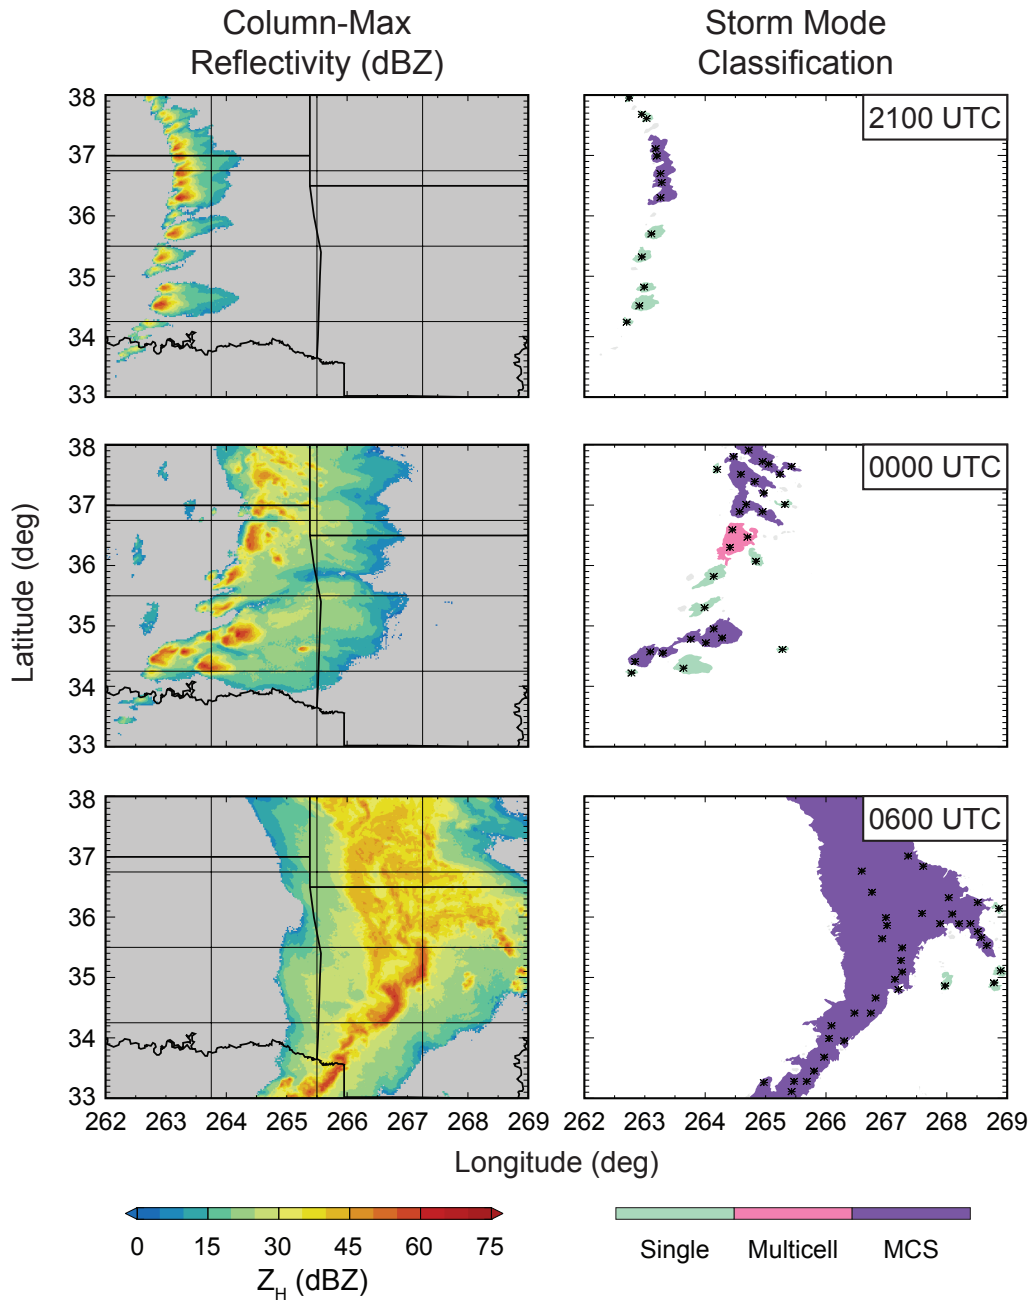 Column-Max
Reflectivity (dBZ)
Storm Mode
Classification
38
37
36
35
34
33
2100 UTC
38
37
36
35
34
33
0000 UTC
Latitude (deg)
38
37
36
35
34
33
0600 UTC
262 263 264 265 266 267 268 269
262 263 264 265 266 267 268 269
Longitude (deg)
0 15 30 45 60 75
Z_H (dBZ)
Single Multicell MCS